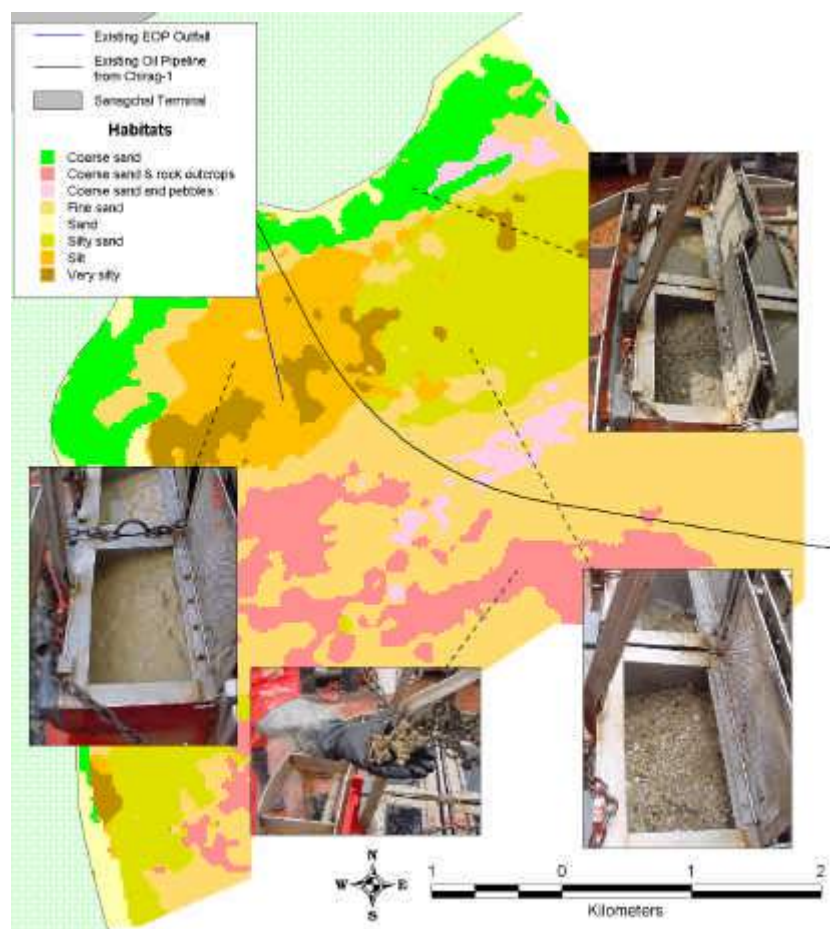 Existing EOP Outfall
Existing Oil Pipeline
from Chirag-1
Sanagchal Terminal
Habitats
Coarse sand
Coarse sand & rock outcrops
Coarse sand and pebbles
Fine sand
Sand
Silty sand
Silt
Very silty
N
W E
S
1 0 1 2
Kilometers